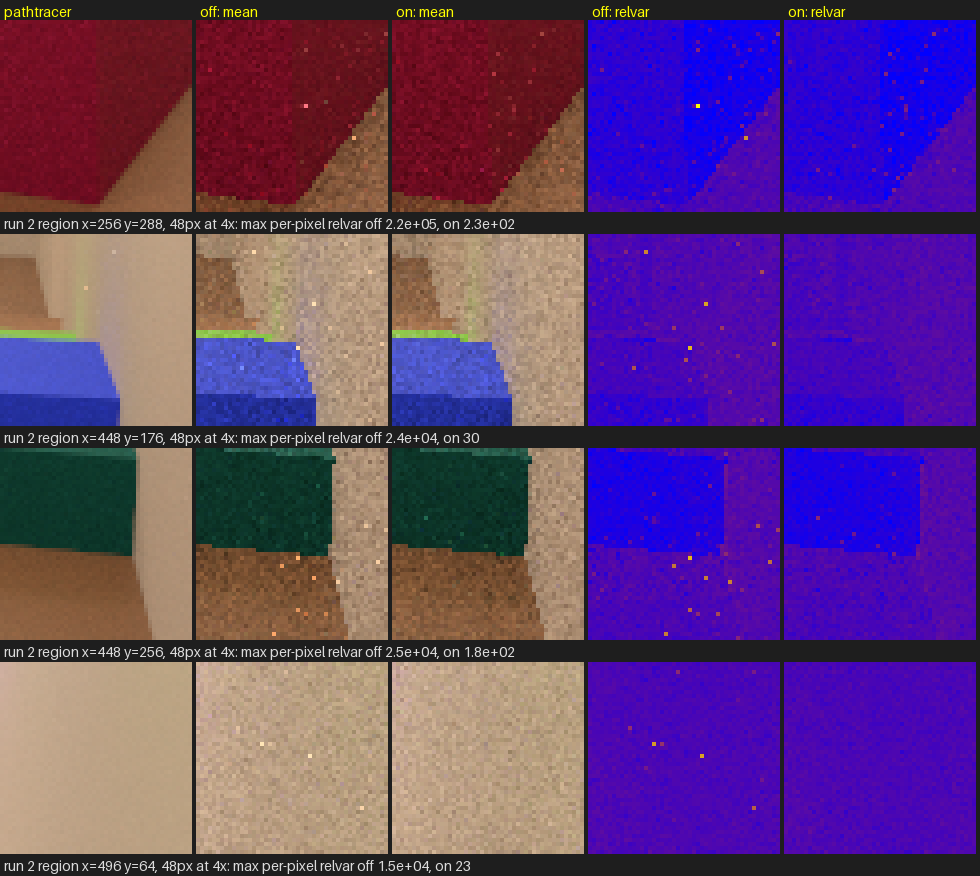 pathtracer off: mean on: mean off: relvar on: relvar
run 2 region x=256 y=288, 48px at 4x: max per-pixel relvar off 2.2e+05, on 2.3e+02
run 2 region x=448 y=176, 48px at 4x: max per-pixel relvar off 2.4e+04, on 30
run 2 region x=448 y=256, 48px at 4x: max per-pixel relvar off 2.5e+04, on 1.8e+02
run 2 region x=496 y=64, 48px at 4x: max per-pixel relvar off 1.5e+04, on 23